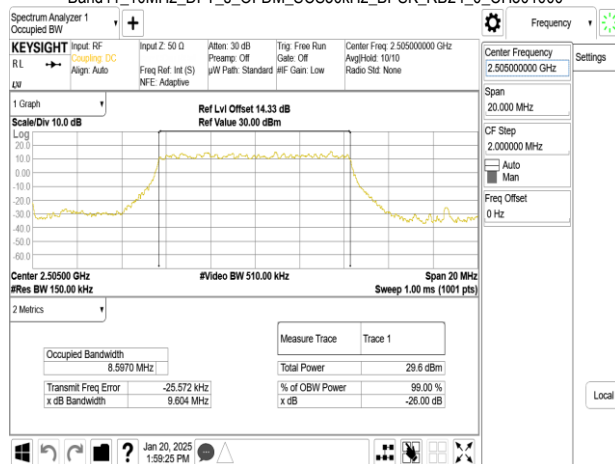 Spectrum Analyzer 1
Occupied BW
Frequency
KEYSIGHT
Input: RF
Coupling: DC
Align: Auto
Input Z: 50 Ω
Freq Ref: Int (S)
NFE: Adaptive
Atten: 30 dB
Preamp: Off
µW Path: Standard
Trig: Free Run
Gate: Off
#IF Gain: Low
Center Freq: 2.505000000 GHz
Avg|Hold: 10/10
Radio Std: None
RL
LXI
Center Frequency
2.505000000 GHz
Settings
Span
20.000 MHz
CF Step
2.000000 MHz
Auto
Man
Freq Offset
0 Hz
Local
1 Graph
Scale/Div 10.0 dB
Ref Lvl Offset 14.33 dB
Ref Value 30.00 dBm
Log
20.0
10.0
0.00
-10.0
-20.0
-30.0
-40.0
-50.0
-60.0
Center 2.50500 GHz
#Video BW 510.00 kHz
Span 20 MHz
#Res BW 150.00 kHz
Sweep 1.00 ms (1001 pts)
2 Metrics
Measure Trace
Trace 1
Occupied Bandwidth
8.5970 MHz
Total Power
29.6 dBm
Transmit Freq Error
-25.572 kHz
% of OBW Power
99.00 %
x dB Bandwidth
9.604 MHz
x dB
-26.00 dB
Jan 20, 2025
1:59:25 PM